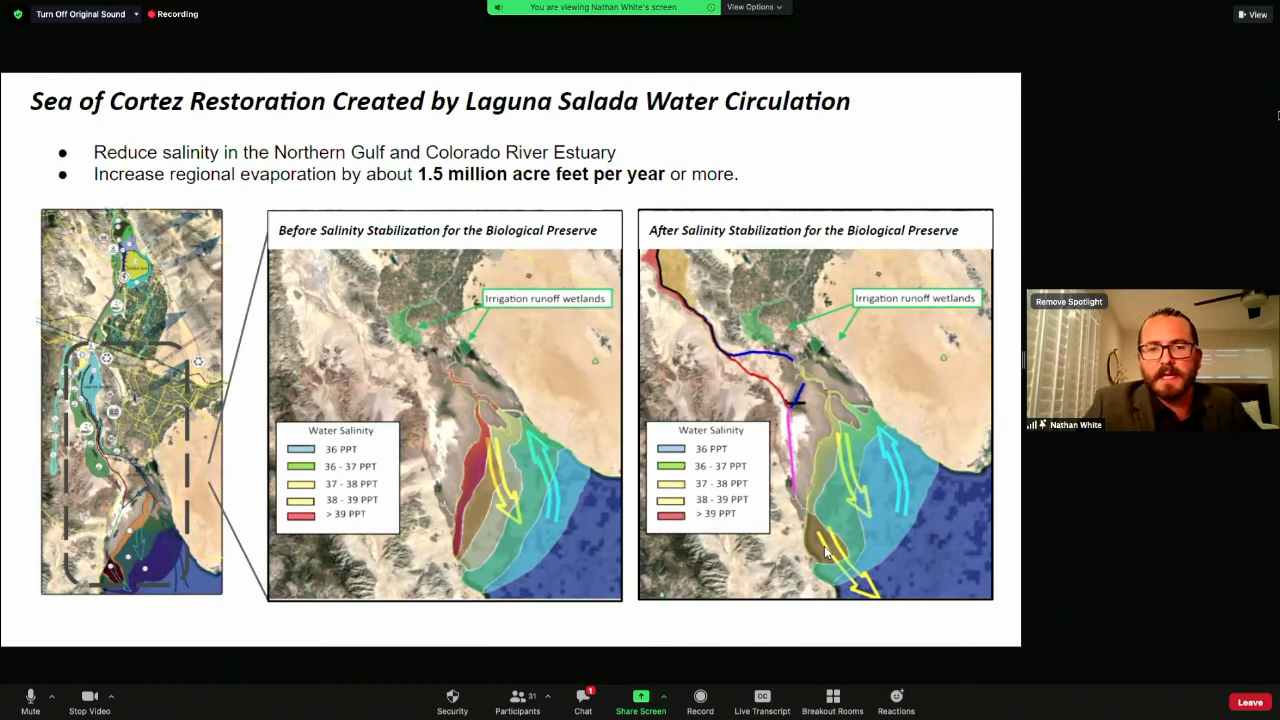 Turn Off Original Sound
Recording
You are viewing Nathan White's screen
View Options
View
Sea of Cortez Restoration Created by Laguna Salada Water Circulation
● Reduce salinity in the Northern Gulf and Colorado River Estuary
● Increase regional evaporation by about 1.5 million acre feet per year or more.
Before Salinity Stabilization for the Biological Preserve
Irrigation runoff wetlands
Water Salinity
36 PPT
36 - 37 PPT
37 - 38 PPT
38 - 39 PPT
> 39 PPT
After Salinity Stabilization for the Biological Preserve
Irrigation runoff wetlands
Water Salinity
36 PPT
36 - 37 PPT
37 - 38 PPT
38 - 39 PPT
> 39 PPT
Remove Spotlight
Nathan White
Mute
Stop Video
Security
Participants
31
Chat
1
Share Screen
Record
Live Transcript
Breakout Rooms
Reactions
Leave